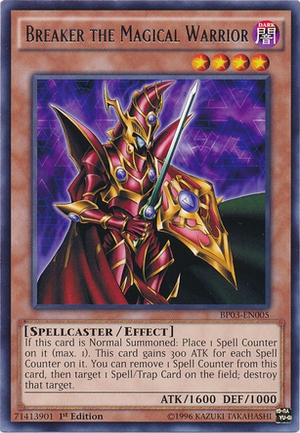 BREAKER THE MAGICAL WARRIOR
DARK
闇
BP03-EN005
[SPELLCASTER / EFFECT]
If this card is Normal Summoned: Place 1 Spell Counter
on it (max. 1). This card gains 300 ATK for each Spell
Counter on it. You can remove 1 Spell Counter from this
card, then target 1 Spell/Trap Card on the field; destroy
that target.
ATK/1600 DEF/1000
71413901 1st Edition
©1996 KAZUKI TAKAHASHI